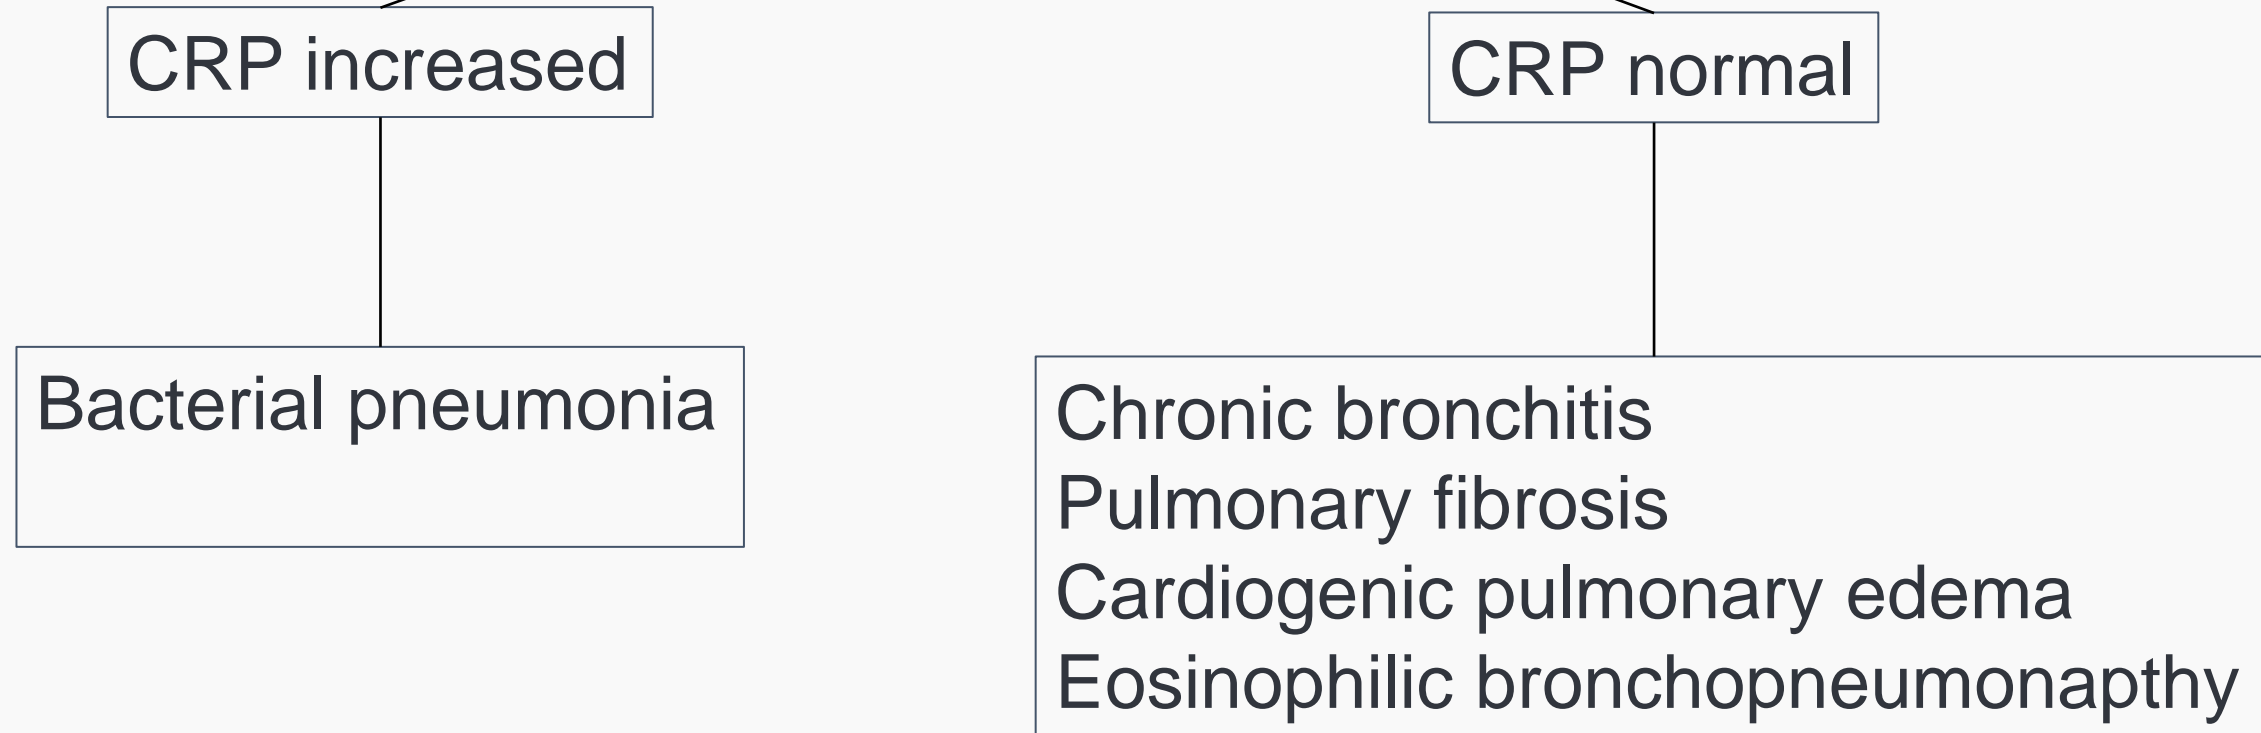 CRP increased
CRP normal
Bacterial pneumonia
Chronic bronchitis
Pulmonary fibrosis
Cardiogenic pulmonary edema
Eosinophilic bronchopneumonapthy